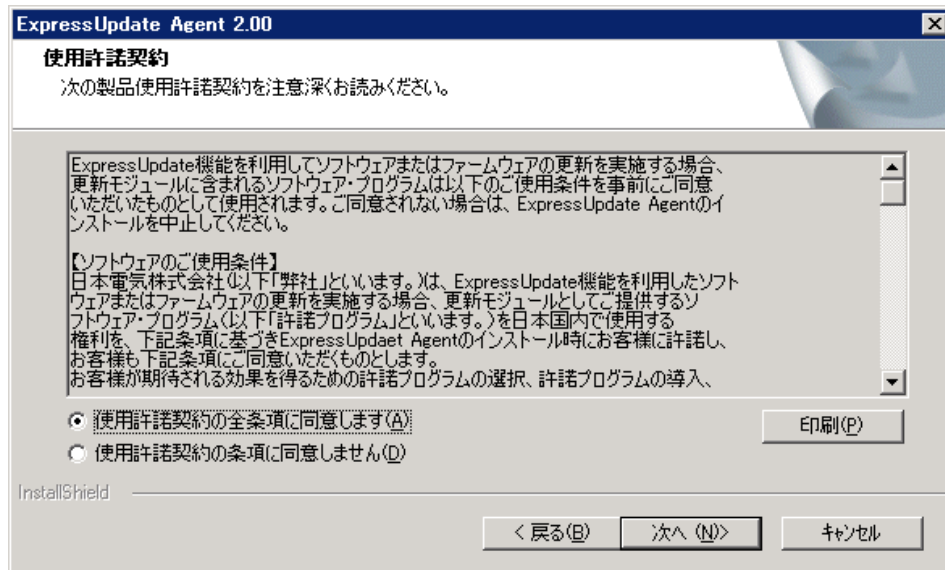 ExpressUpdate Agent 2.00
使用許諾契約
次の製品使用許諾契約を注意深くお読みください。
ExpressUpdate機能を利用してソフトウェアまたはファームウェアの更新を実施する場合、
更新モジュールに含まれるソフトウェア・プログラムは以下のご使用条件を事前にご同意
いただいたものとして使用されます。ご同意されない場合は、ExpressUpdate Agentのイ
ンストールを中止してください。
【ソフトウェアのご使用条件】
日本電気株式会社(以下「弊社」といいます。)は、ExpressUpdate機能を利用したソフト
ウェアまたはファームウェアの更新を実施する場合、更新モジュールとしてご提供するソ
フトウェア・プログラム(以下「許諾プログラム」といいます。)を日本国内で使用する
権利を、下記条項に基づきExpressUpdaet Agentのインストール時にお客様に許諾し、
お客様も下記条項にご同意いただくものとします。
お客様が期待される効果を得るための許諾プログラムの選択、許諾プログラムの導入、
使用許諾契約の全条項に同意します(A)
印刷(P)
使用許諾契約の条項に同意しません(D)
InstallShield
< 戻る(B)
次へ (N)>
キャンセル